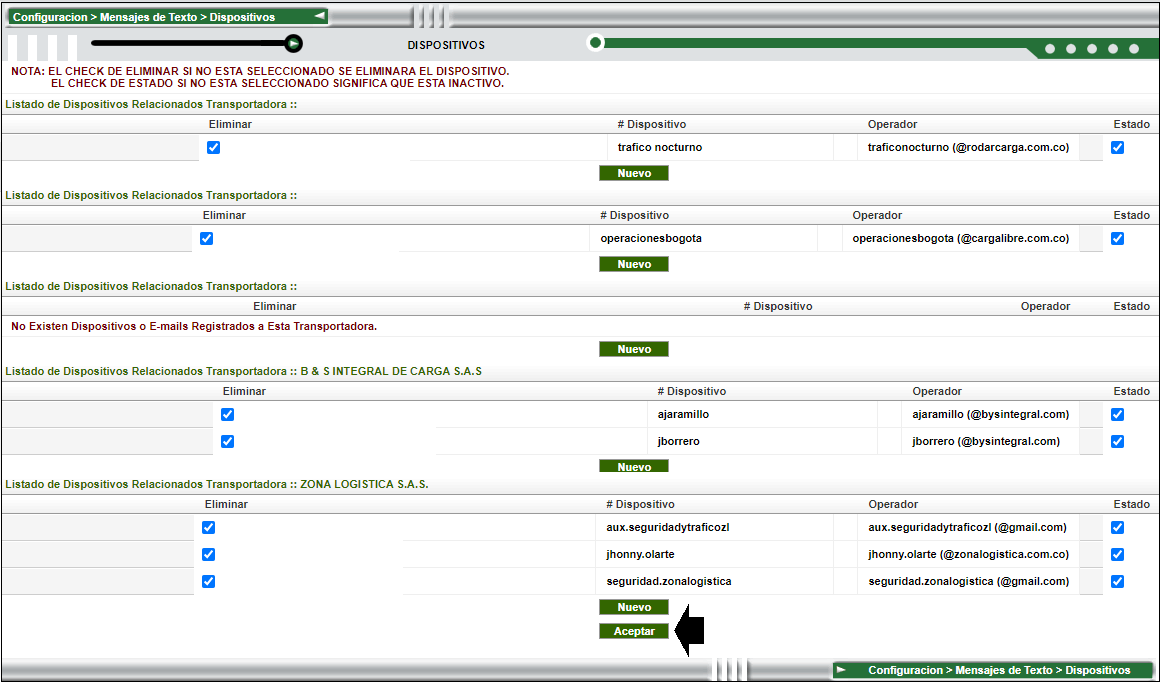 Configuracion > Mensajes de Texto > Dispositivos
DISPOSITIVOS
NOTA: EL CHECK DE ELIMINAR SI NO ESTA SELECCIONADO SE ELIMINARA EL DISPOSITIVO.
EL CHECK DE ESTADO SI NO ESTA SELECCIONADO SIGNIFICA QUE ESTA INACTIVO.
Listado de Dispositivos Relacionados Transportadora ::
Eliminar # Dispositivo Operador Estado
trafico nocturno traficonocturno (@rodarcarga.com.co)
Nuevo
Listado de Dispositivos Relacionados Transportadora ::
Eliminar # Dispositivo Operador Estado
operacionesbogota operacionesbogota (@cargalibre.com.co)
Nuevo
Listado de Dispositivos Relacionados Transportadora ::
Eliminar # Dispositivo Operador Estado
No Existen Dispositivos o E-mails Registrados a Esta Transportadora.
Nuevo
Listado de Dispositivos Relacionados Transportadora :: B & S INTEGRAL DE CARGA S.A.S
Eliminar # Dispositivo Operador Estado
ajaramillo ajaramillo (@bysintegral.com)
jborrero jborrero (@bysintegral.com)
Nuevo
Listado de Dispositivos Relacionados Transportadora :: ZONA LOGISTICA S.A.S.
Eliminar # Dispositivo Operador Estado
aux.seguridadytraficozl aux.seguridadytraficozl (@gmail.com)
jhonny.olarte jhonny.olarte (@zonalogistica.com.co)
seguridad.zonalogistica seguridad.zonalogistica (@gmail.com)
Nuevo
Aceptar
Configuracion > Mensajes de Texto > Dispositivos